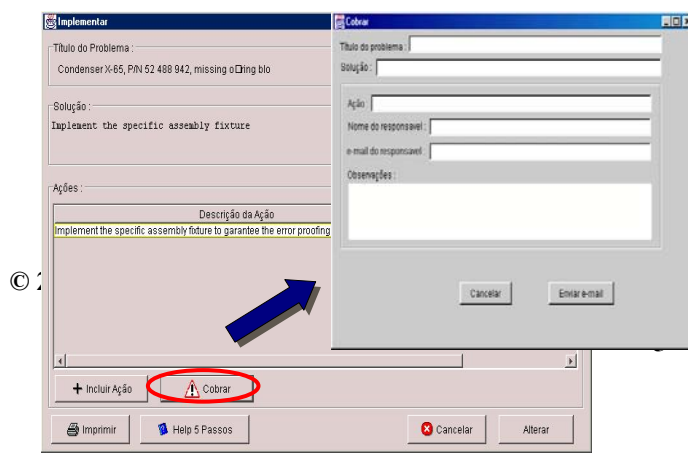 Implementar
Título do Problema :
Condenser X-65, P/N 52 488 942, missing o□ring blo
Solução :
Implement the specific assembly fixture
Ações :
Descrição da Ação
Implement the specific assembly fixture to garantee the error proofing
+ Incluir Ação
Cobrar
Imprimir
Help 5 Passos
Cancelar
Alterar
Cobrar
Título do problema :
Solução :
Ação :
Nome do responsavel :
e-mail do responsavel :
Observações :
Cancelar
Enviar e-mail
©